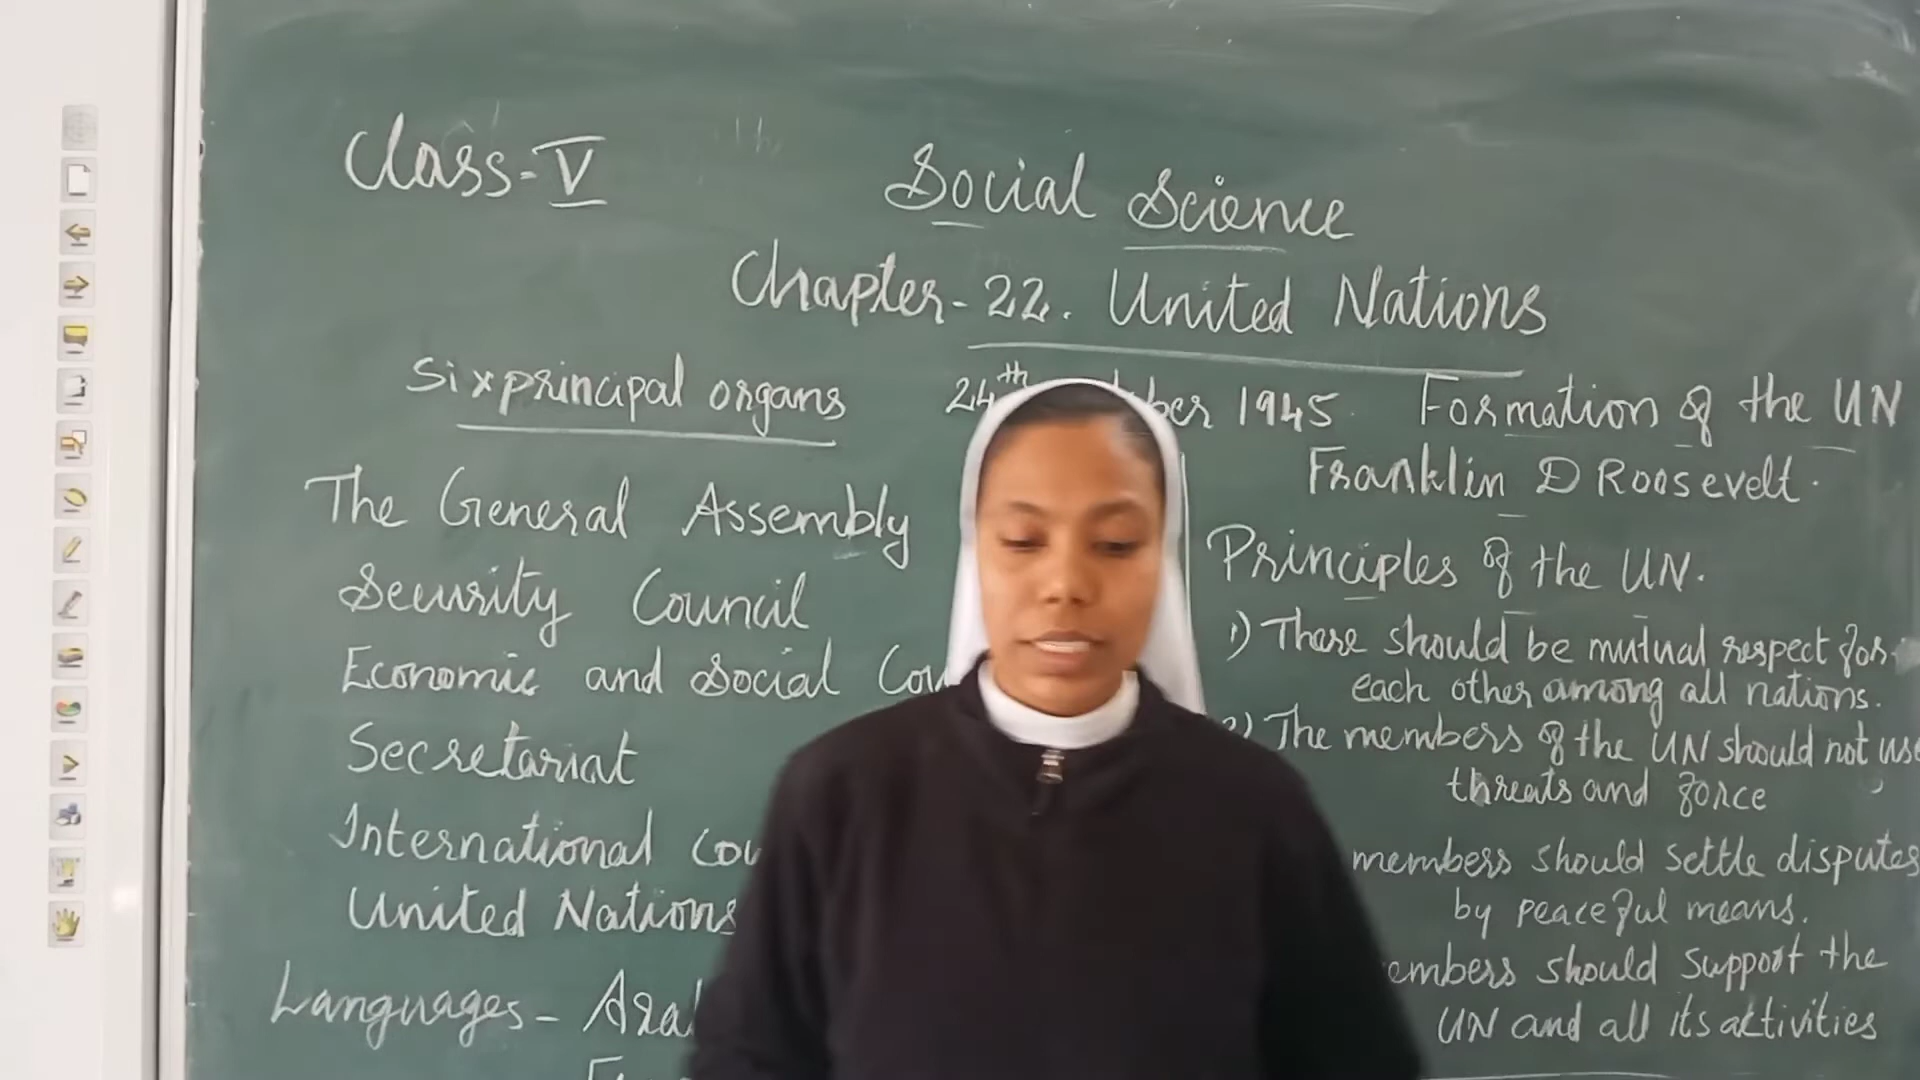 Class-V
Social Science
Chapter-22. United Nations
Six principal organs
The General Assembly
Security Council
Economic and Social
Secretariat
International
United Nations
Languages-
24th 1945 Formation of the UN
Franklin D Roosevelt.
Principles of the UN.
1) There should be mutual respect for
each other among all nations.
2) The members of the UN should not use
threats and force
members should settle disputes
by peaceful means.
should support the
UN and all its activities